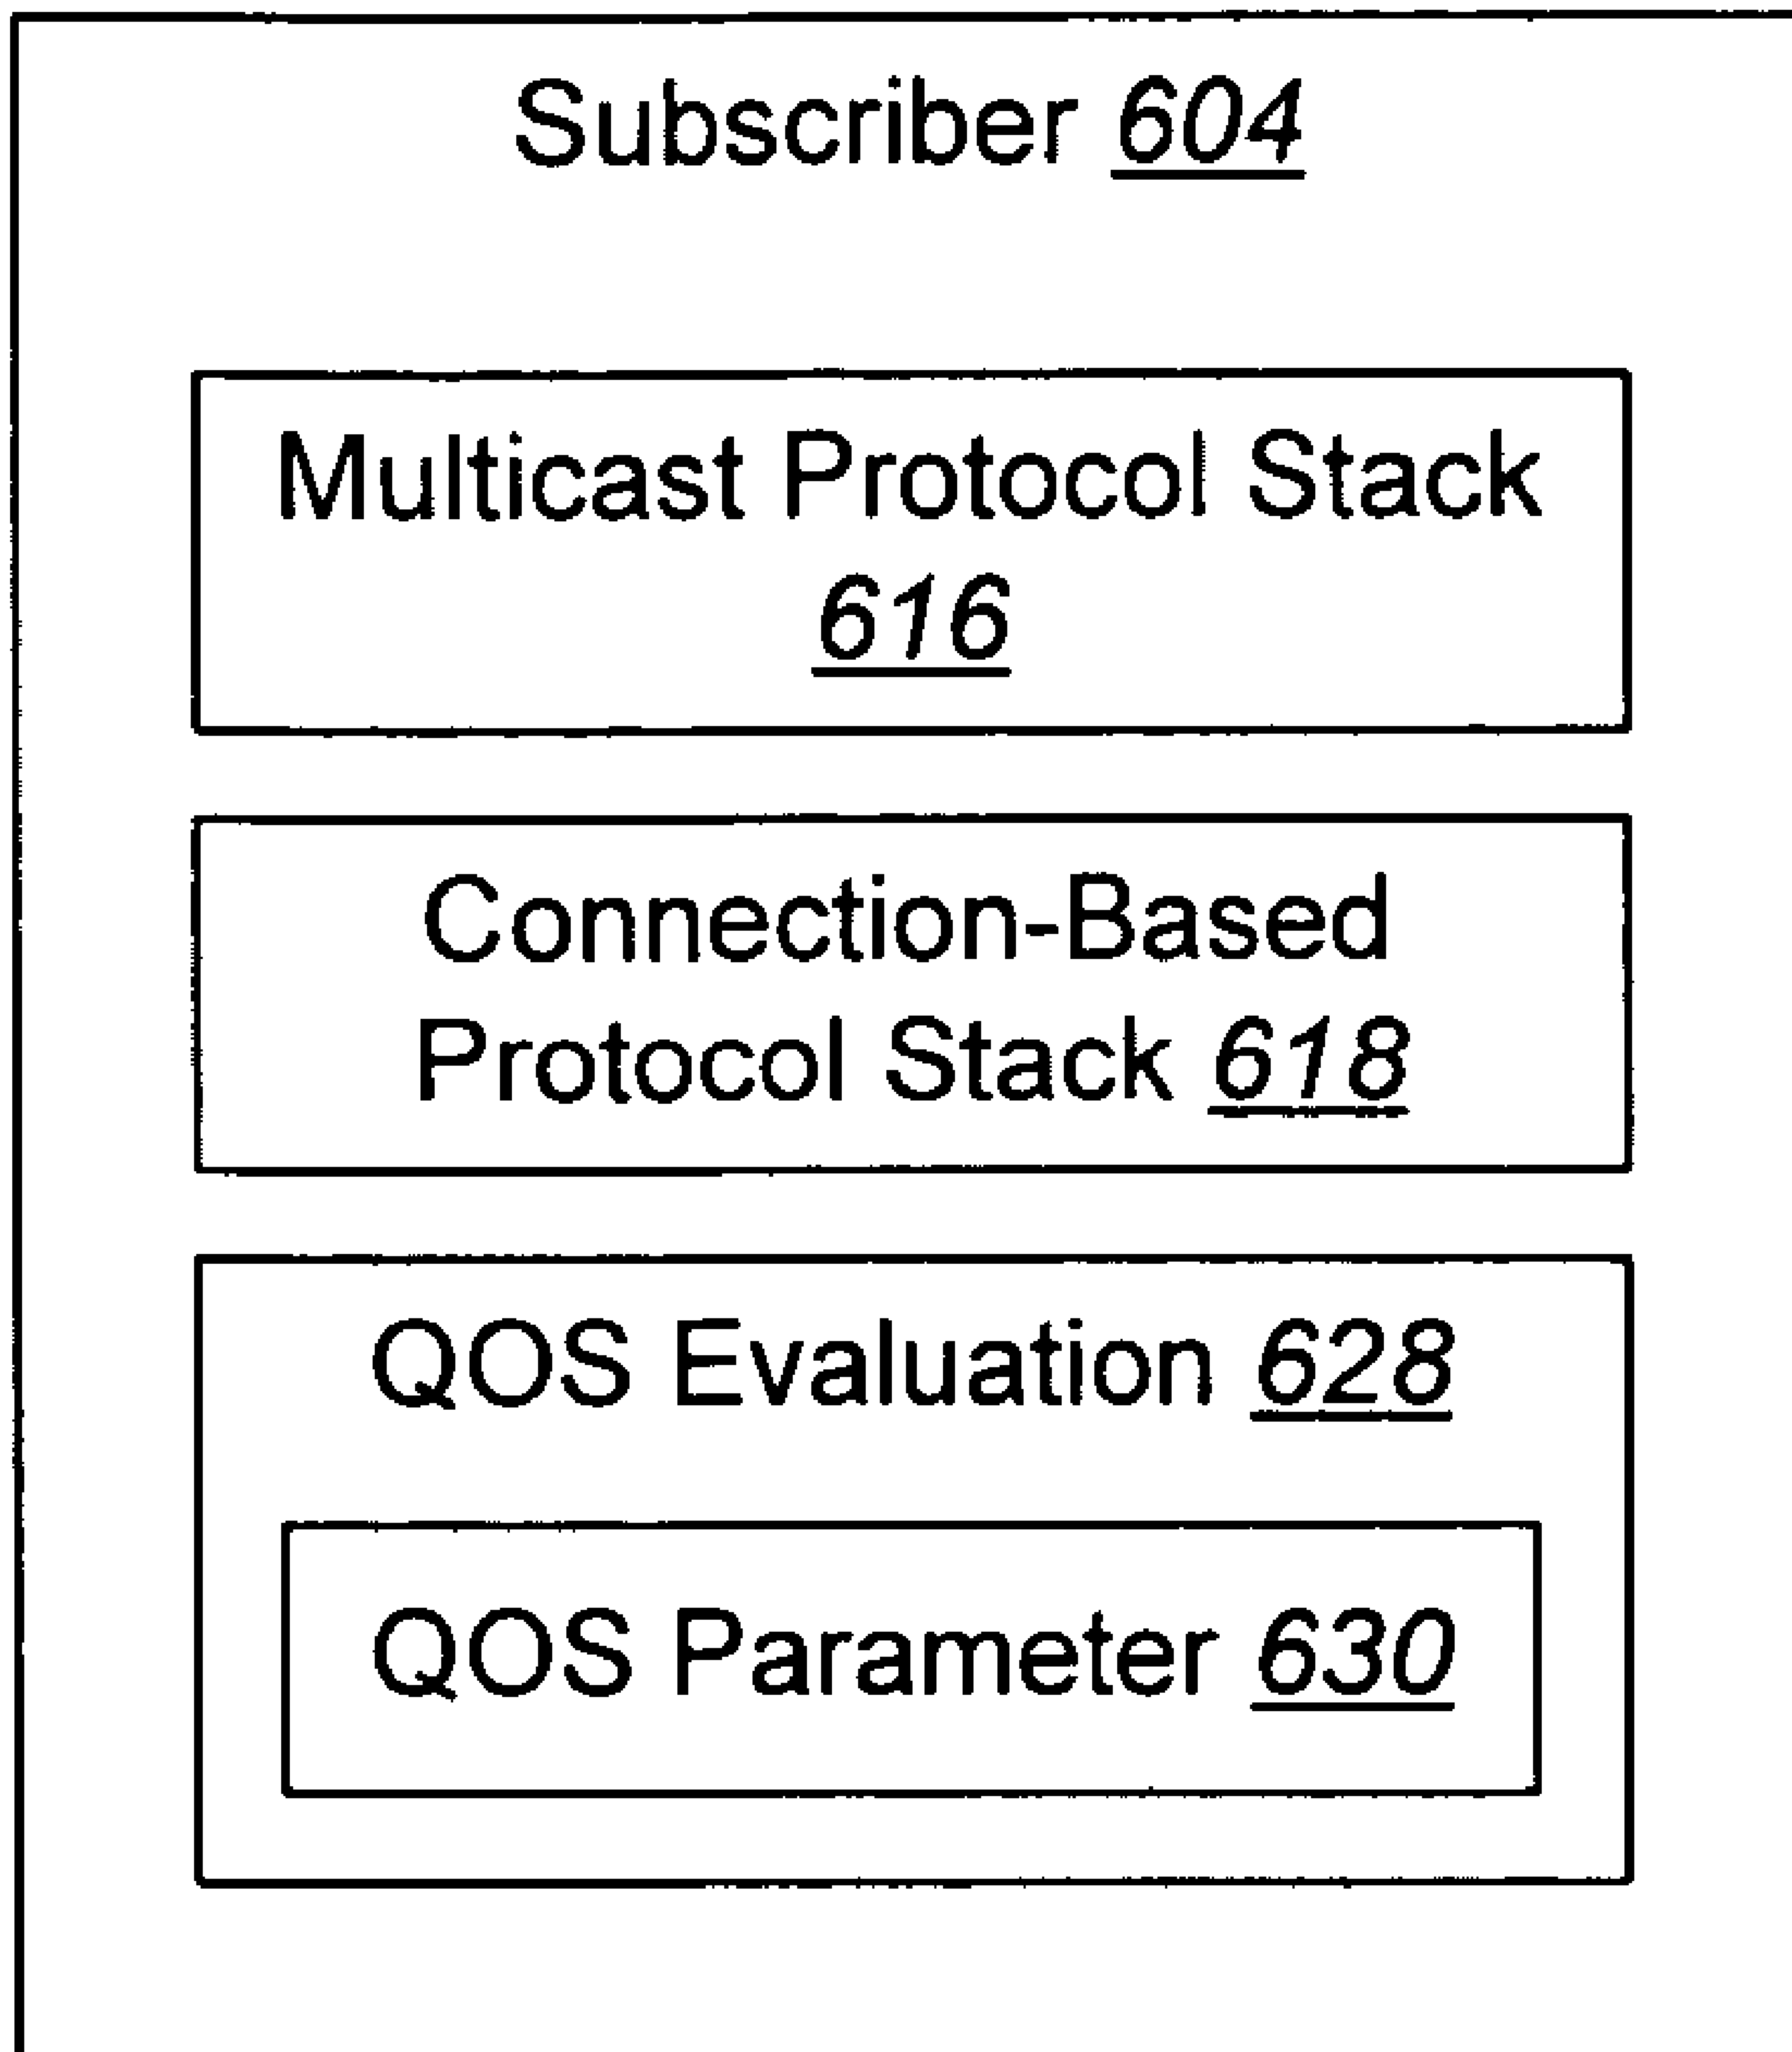 Subscriber 604
Multicast Protocol Stack
616
Connection-Based
Protocol Stack 618
QOS Evaluation 628
QOS Parameter 630